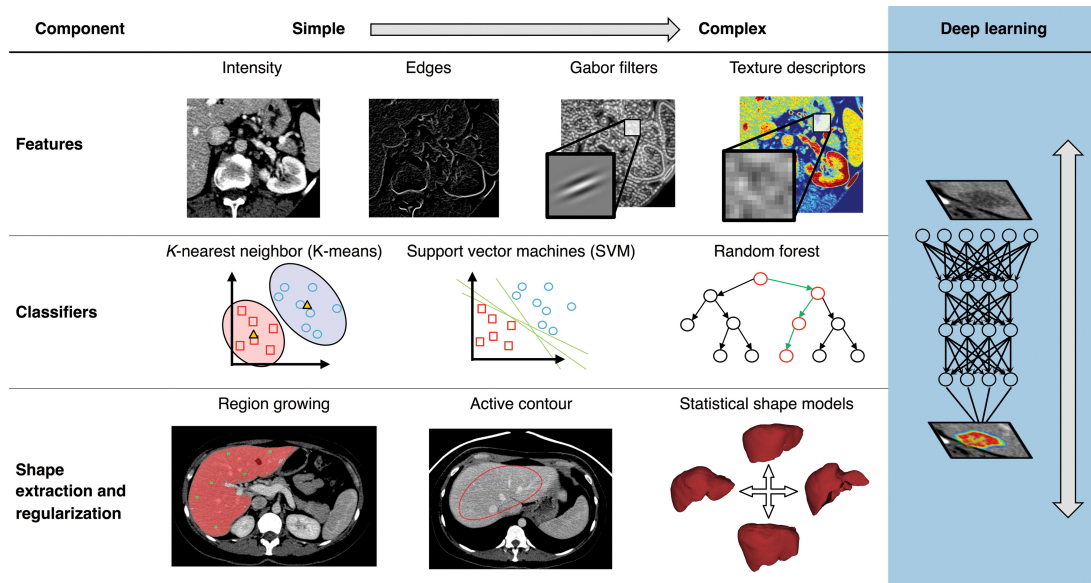 Component
Simple
Complex
Deep learning
Intensity
Edges
Gabor filters
Texture descriptors
Features
K-nearest neighbor (K-means)
Support vector machines (SVM)
Random forest
Classifiers
Region growing
Active contour
Statistical shape models
Shape
extraction and
regularization